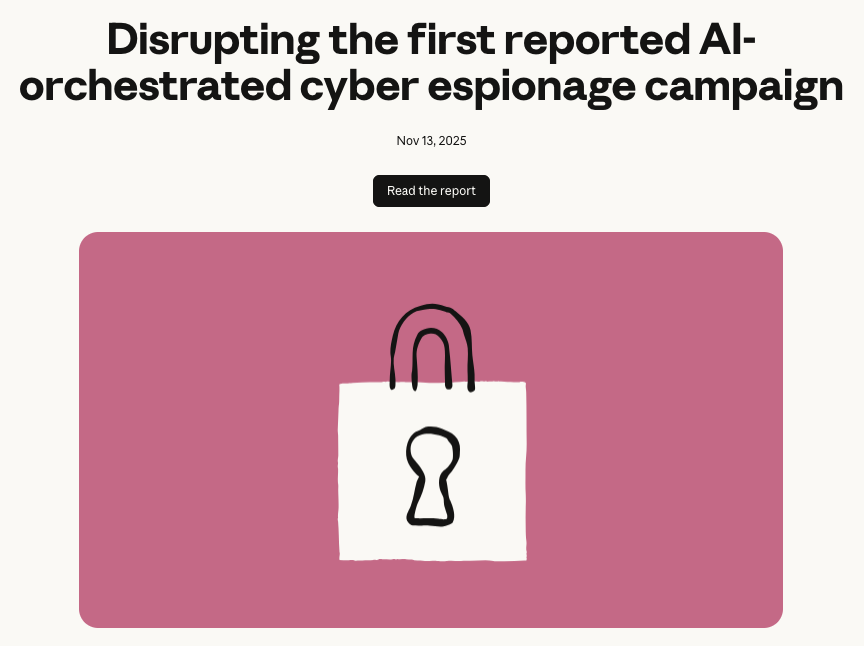 Disrupting the first reported AI-
orchestrated cyber espionage campaign
Nov 13, 2025
Read the report